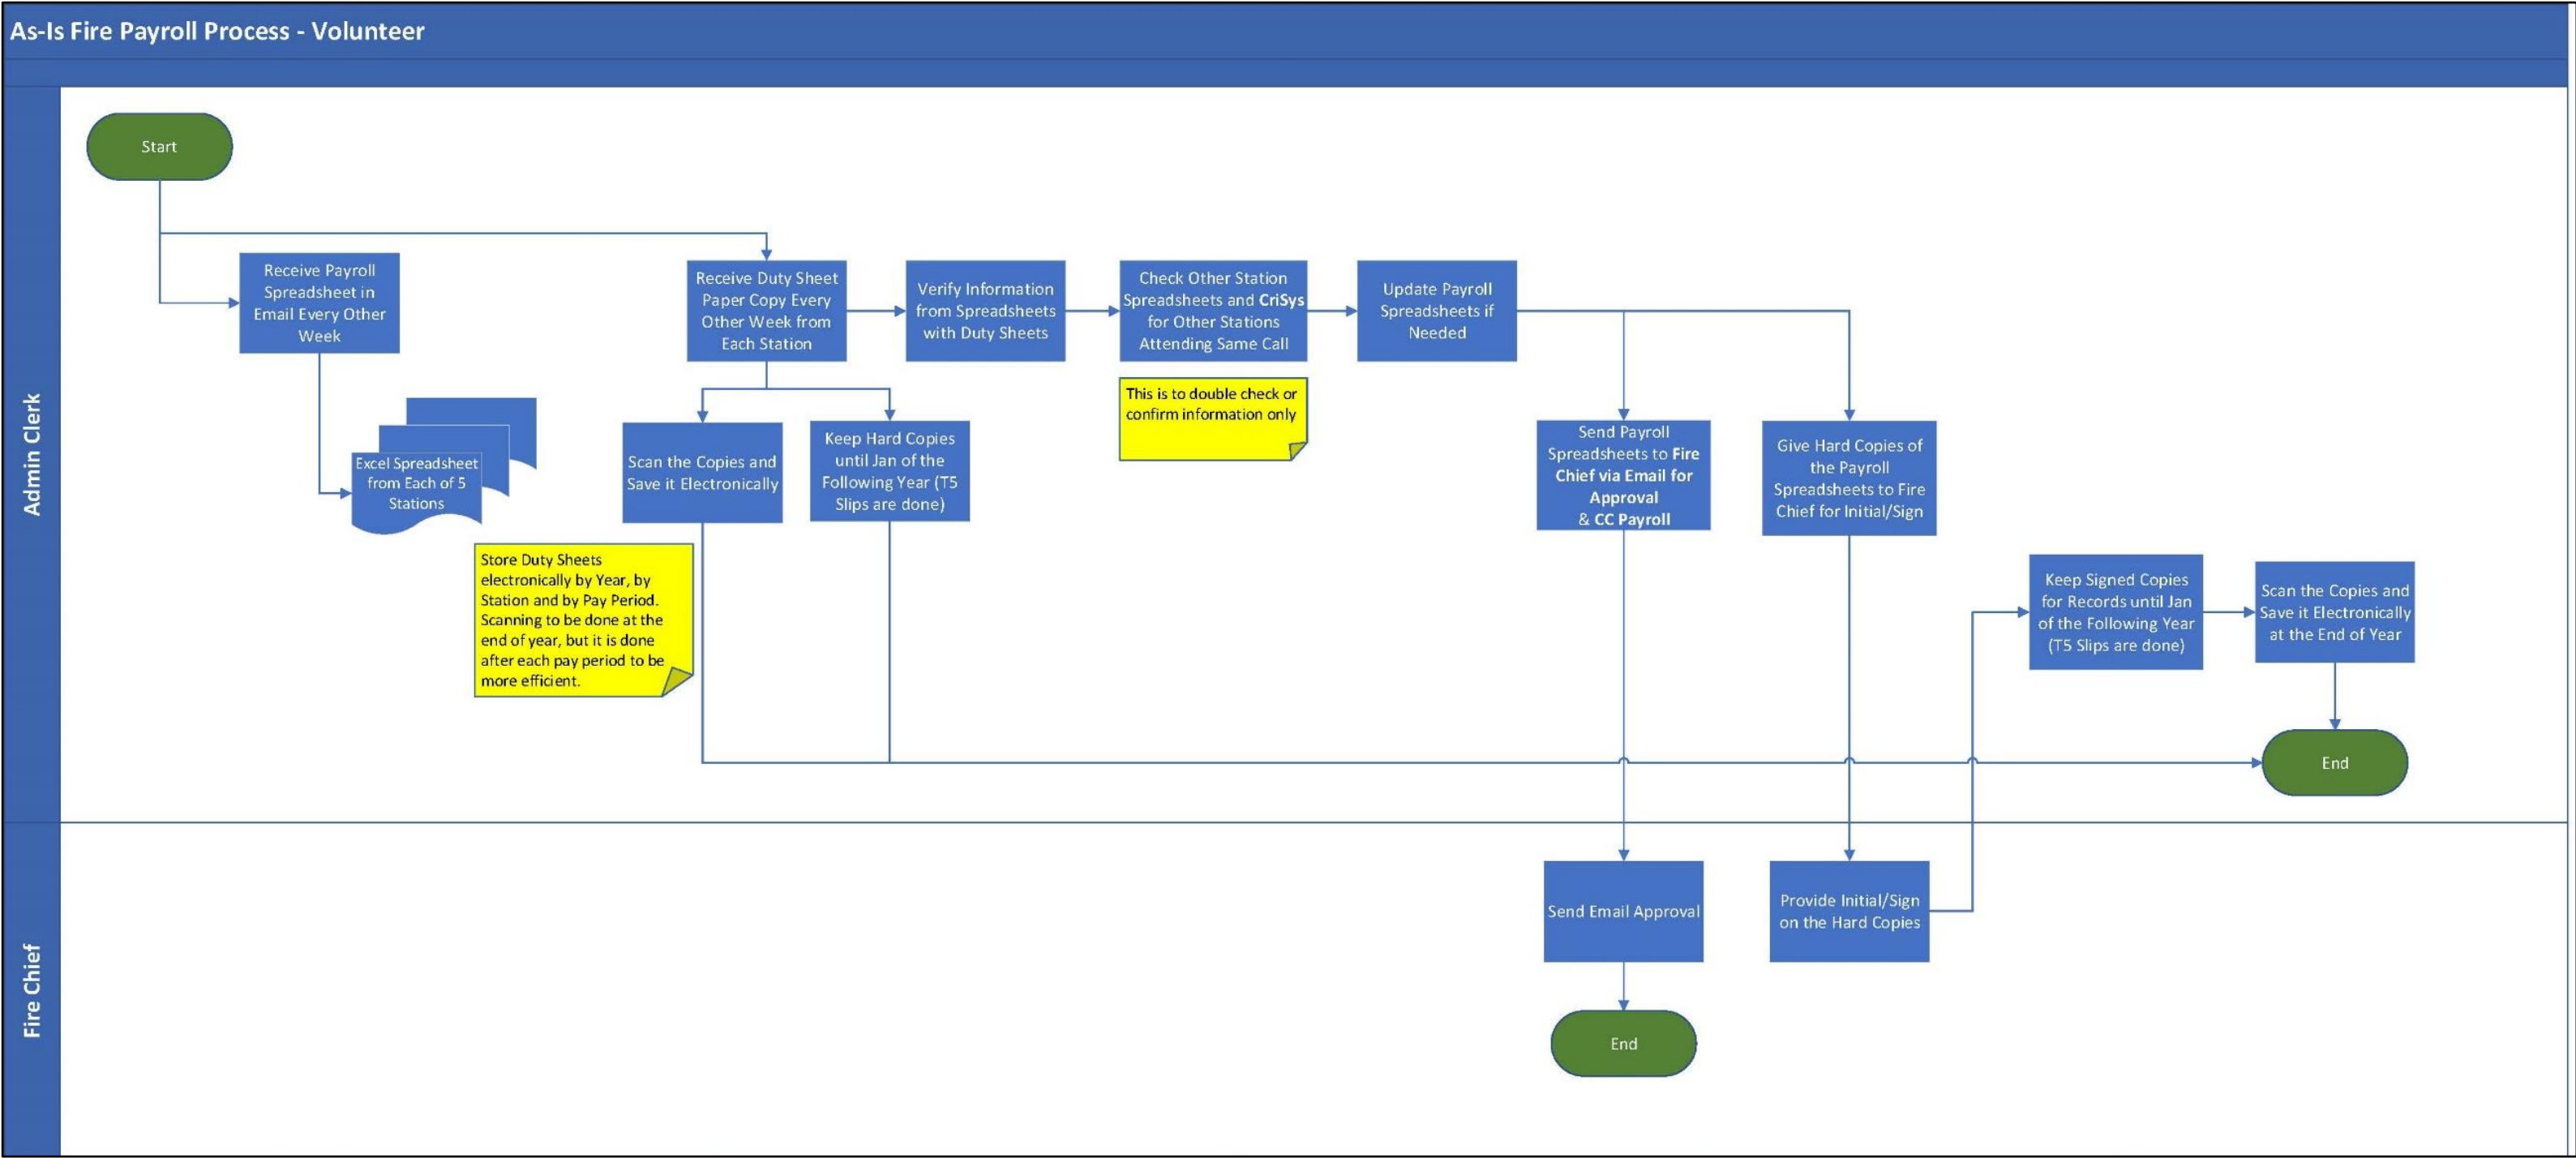 As-Is Fire Payroll Process - Volunteer
Admin Clerk
Start
Receive Payroll
Spreadsheet in
Email Every Other
Week
Excel Spreadsheet
from Each of 5
Stations
Receive Duty Sheet
Paper Copy Every
Other Week from
Each Station
Verify Information
from Spreadsheets
with Duty Sheets
Check Other Station
Spreadsheets and CriSys
for Other Stations
Attending Same Call
Update Payroll
Spreadsheets if
Needed
This is to double check or
confirm information only
Scan the Copies and
Save it Electronically
Keep Hard Copies
until Jan of the
Following Year (T5
Slips are done)
Store Duty Sheets
electronically by Year, by
Station and by Pay Period.
Scanning to be done at the
end of year, but it is done
after each pay period to be
more efficient.
Send Payroll
Spreadsheets to Fire
Chief via Email for
Approval
& CC Payroll
Give Hard Copies of
the Payroll
Spreadsheets to Fire
Chief for Initial/Sign
Keep Signed Copies
for Records until Jan
of the Following Year
(T5 Slips are done)
Scan the Copies and
Save it Electronically
at the End of Year
End
Fire Chief
Send Email Approval
Provide Initial/Sign
on the Hard Copies
End